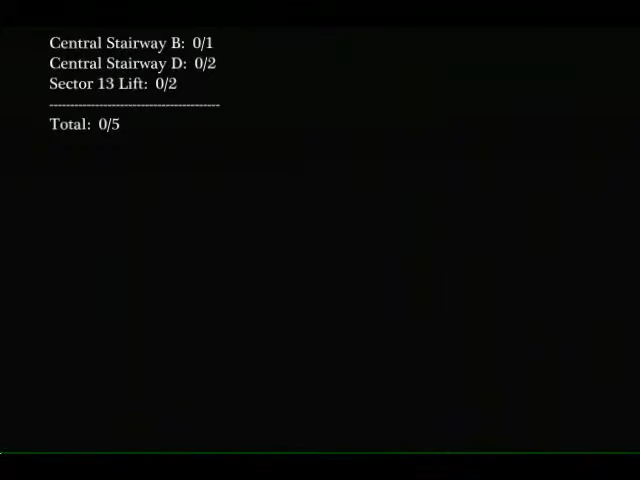 Central Stairway B: 0/1
Central Stairway D: 0/2
Sector 13 Lift: 0/2
------------------------------------------
Total: 0/5